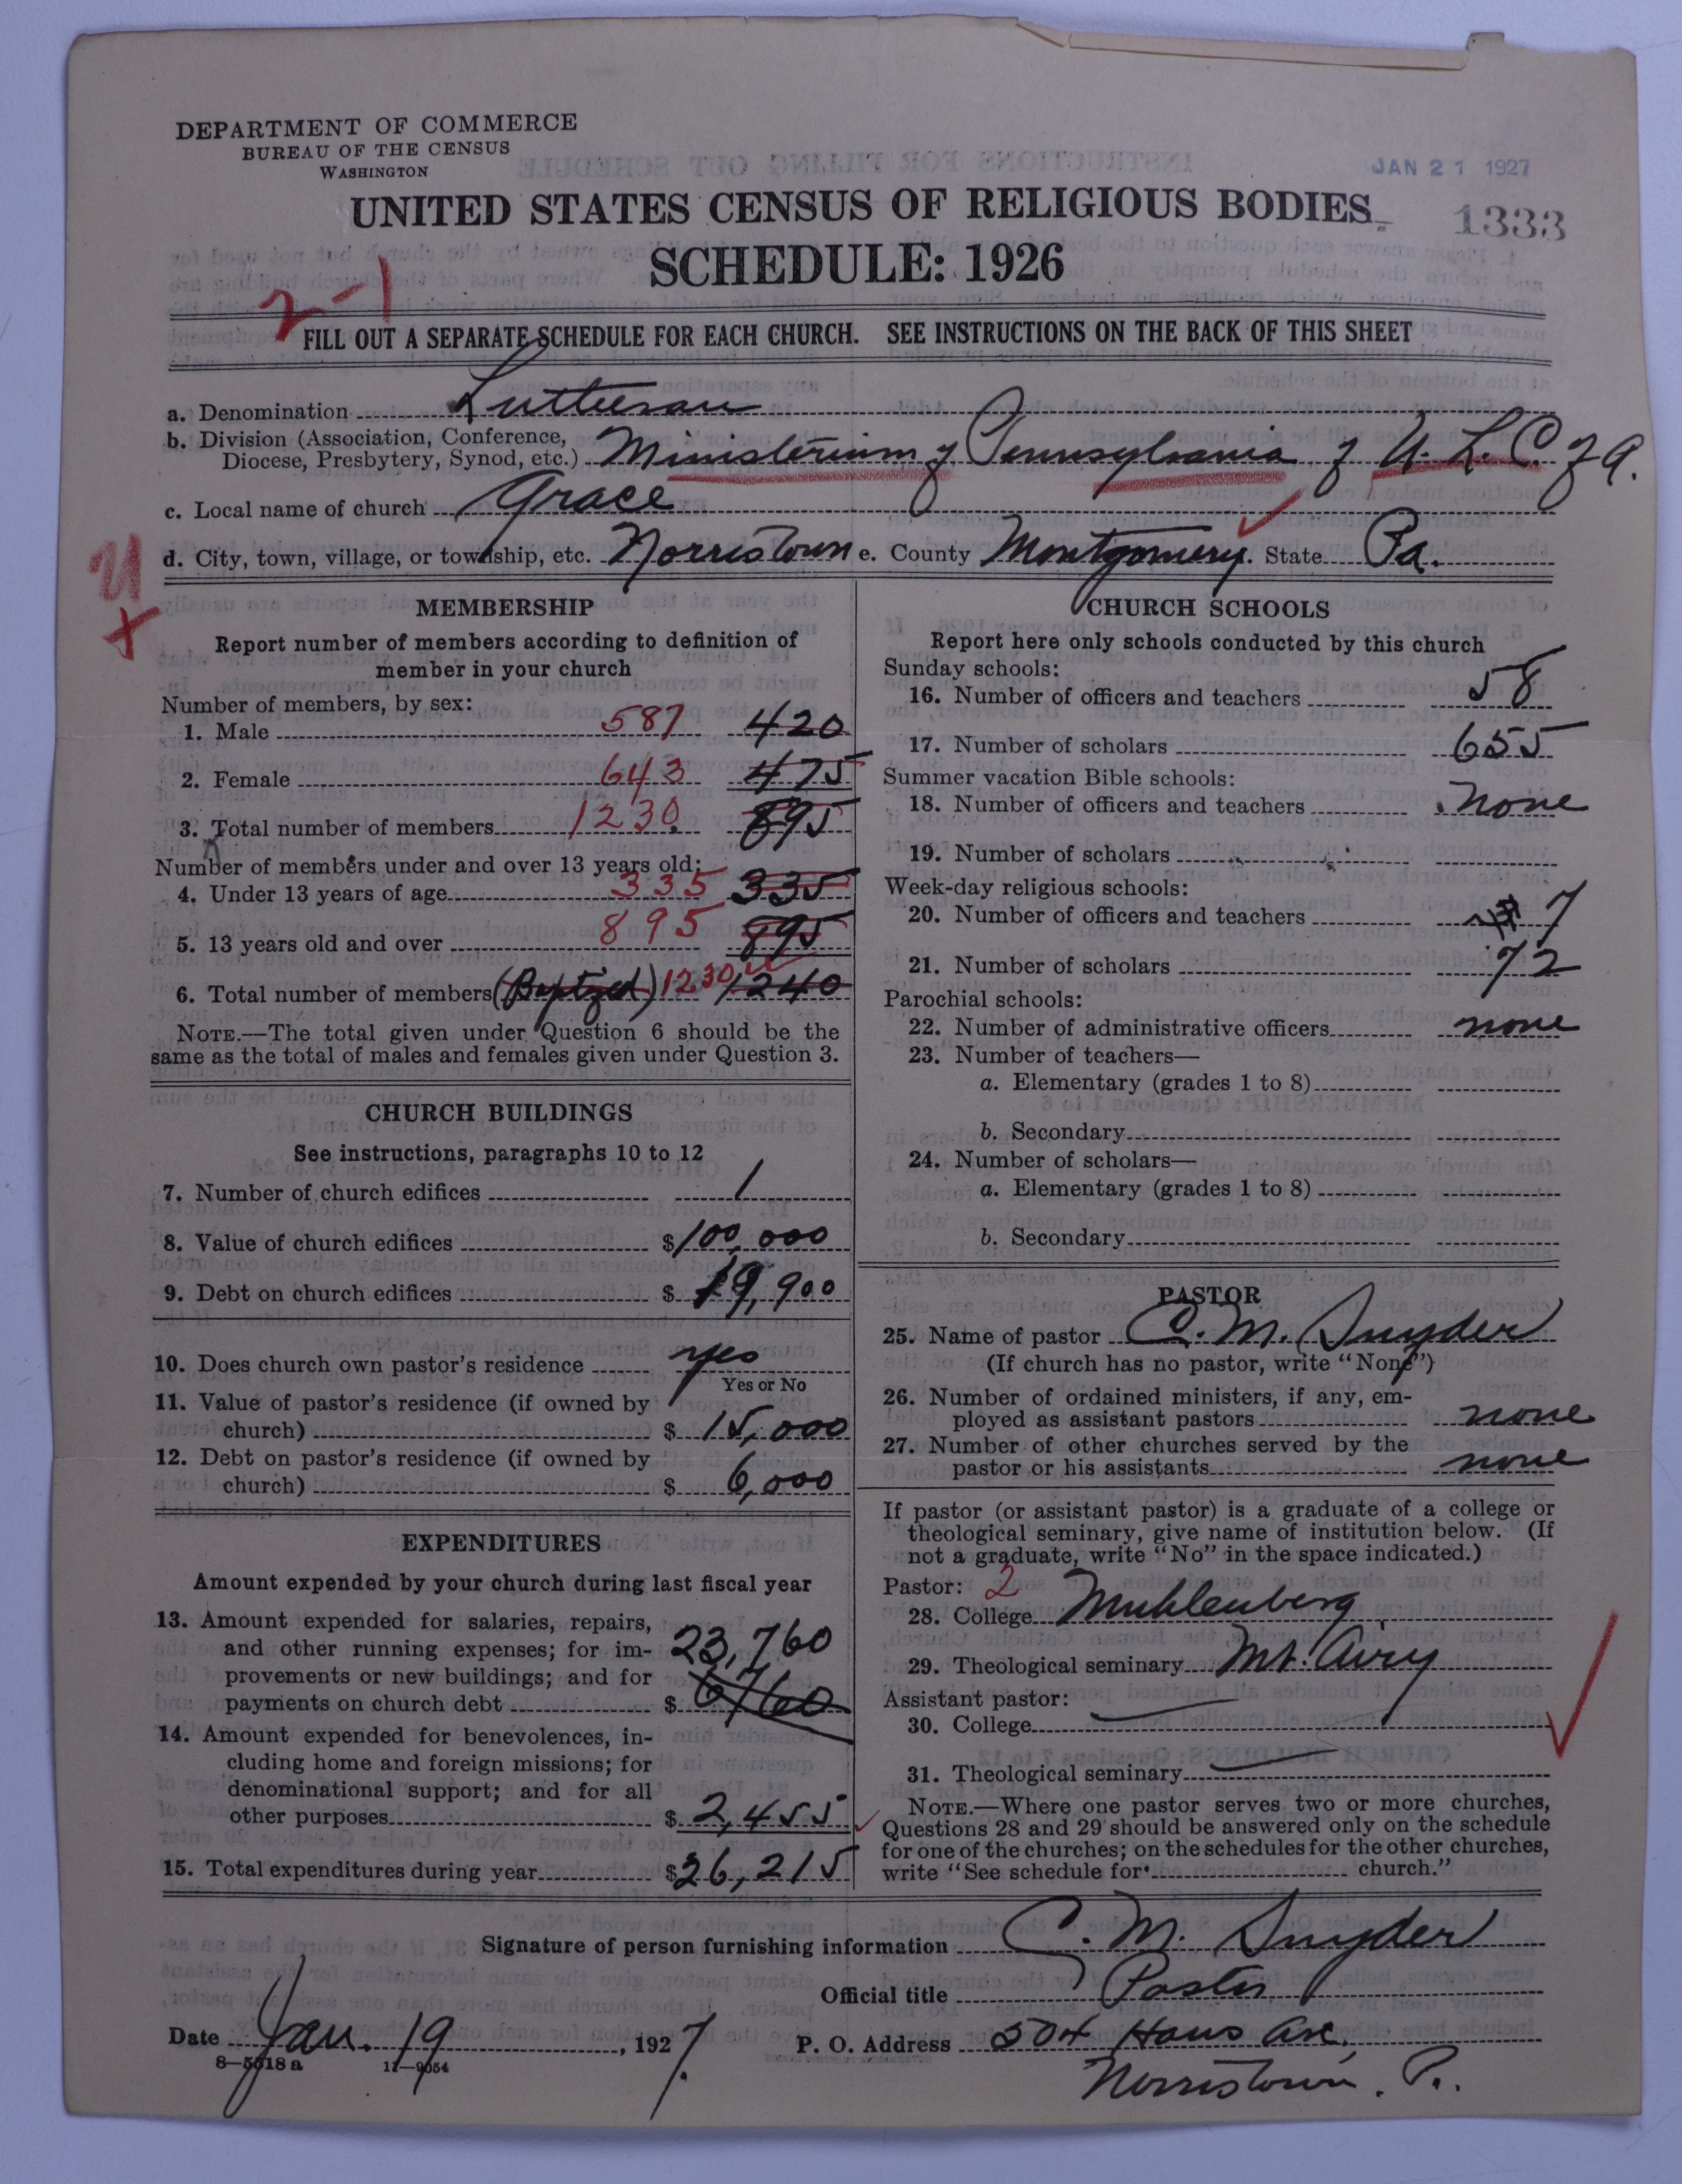 DEPARTMENT OF COMMERCE
BUREAU OF THE CENSUS
WASHINGTON
JAN 21 1927
UNITED STATES CENSUS OF RELIGIOUS BODIES
1333
SCHEDULE: 1926
2-1
FILL OUT A SEPARATE SCHEDULE FOR EACH CHURCH. SEE INSTRUCTIONS ON THE BACK OF THIS SHEET
a. Denomination Lutheran
b. Division (Association, Conference,
Diocese, Presbytery, Synod, etc.) Ministerium of Pennsylvania of U. L. C. of A.
c. Local name of church Grace
d. City, town, village, or township, etc. Norristown e. County Montgomery. State Pa.
MEMBERSHIP
Report number of members according to definition of
member in your church
Number of members, by sex:
1. Male 587 420
2. Female 643 475
3. Total number of members 1230 895
Number of members under and over 13 years old:
4. Under 13 years of age 335 335
5. 13 years old and over 895 895
6. Total number of members (Baptized) 1230 1240
NOTE.—The total given under Question 6 should be the
same as the total of males and females given under Question 3.
CHURCH BUILDINGS
See instructions, paragraphs 10 to 12
7. Number of church edifices 1
8. Value of church edifices $100,000
9. Debt on church edifices $ 19,900
10. Does church own pastor's residence yes
Yes or No
11. Value of pastor's residence (if owned by
church) $ 15,000
12. Debt on pastor's residence (if owned by
church) $ 6,000
EXPENDITURES
Amount expended by your church during last fiscal year
13. Amount expended for salaries, repairs,
and other running expenses; for im- 23,760
provements or new buildings; and for
payments on church debt $ 6760
14. Amount expended for benevolences, in-
cluding home and foreign missions; for
denominational support; and for all
other purposes $ 2,455
15. Total expenditures during year $26,215
CHURCH SCHOOLS
Report here only schools conducted by this church
Sunday schools:
16. Number of officers and teachers 58
17. Number of scholars 655
Summer vacation Bible schools:
18. Number of officers and teachers none
19. Number of scholars
Week-day religious schools:
20. Number of officers and teachers 7
21. Number of scholars 72
Parochial schools:
22. Number of administrative officers none
23. Number of teachers—
a. Elementary (grades 1 to 8)
b. Secondary
24. Number of scholars—
a. Elementary (grades 1 to 8)
b. Secondary
PASTOR
25. Name of pastor C. M. Snyder
(If church has no pastor, write "None")
26. Number of ordained ministers, if any, em-
ployed as assistant pastors none
27. Number of other churches served by the
pastor or his assistants none
If pastor (or assistant pastor) is a graduate of a college or
theological seminary, give name of institution below. (If
not a graduate, write "No" in the space indicated.)
Pastor: 2
28. College Muhlenberg
29. Theological seminary Mt. Airy
Assistant pastor:
30. College —
31. Theological seminary —
NOTE.—Where one pastor serves two or more churches,
Questions 28 and 29 should be answered only on the schedule
for one of the churches; on the schedules for the other churches,
write "See schedule for church."
Signature of person furnishing information C. M. Snyder
Official title Pastor
Date Jan. 19, 1927.
P. O. Address 504 Haws Ave,
Norristown, Pa.
8—5618a 11—9054